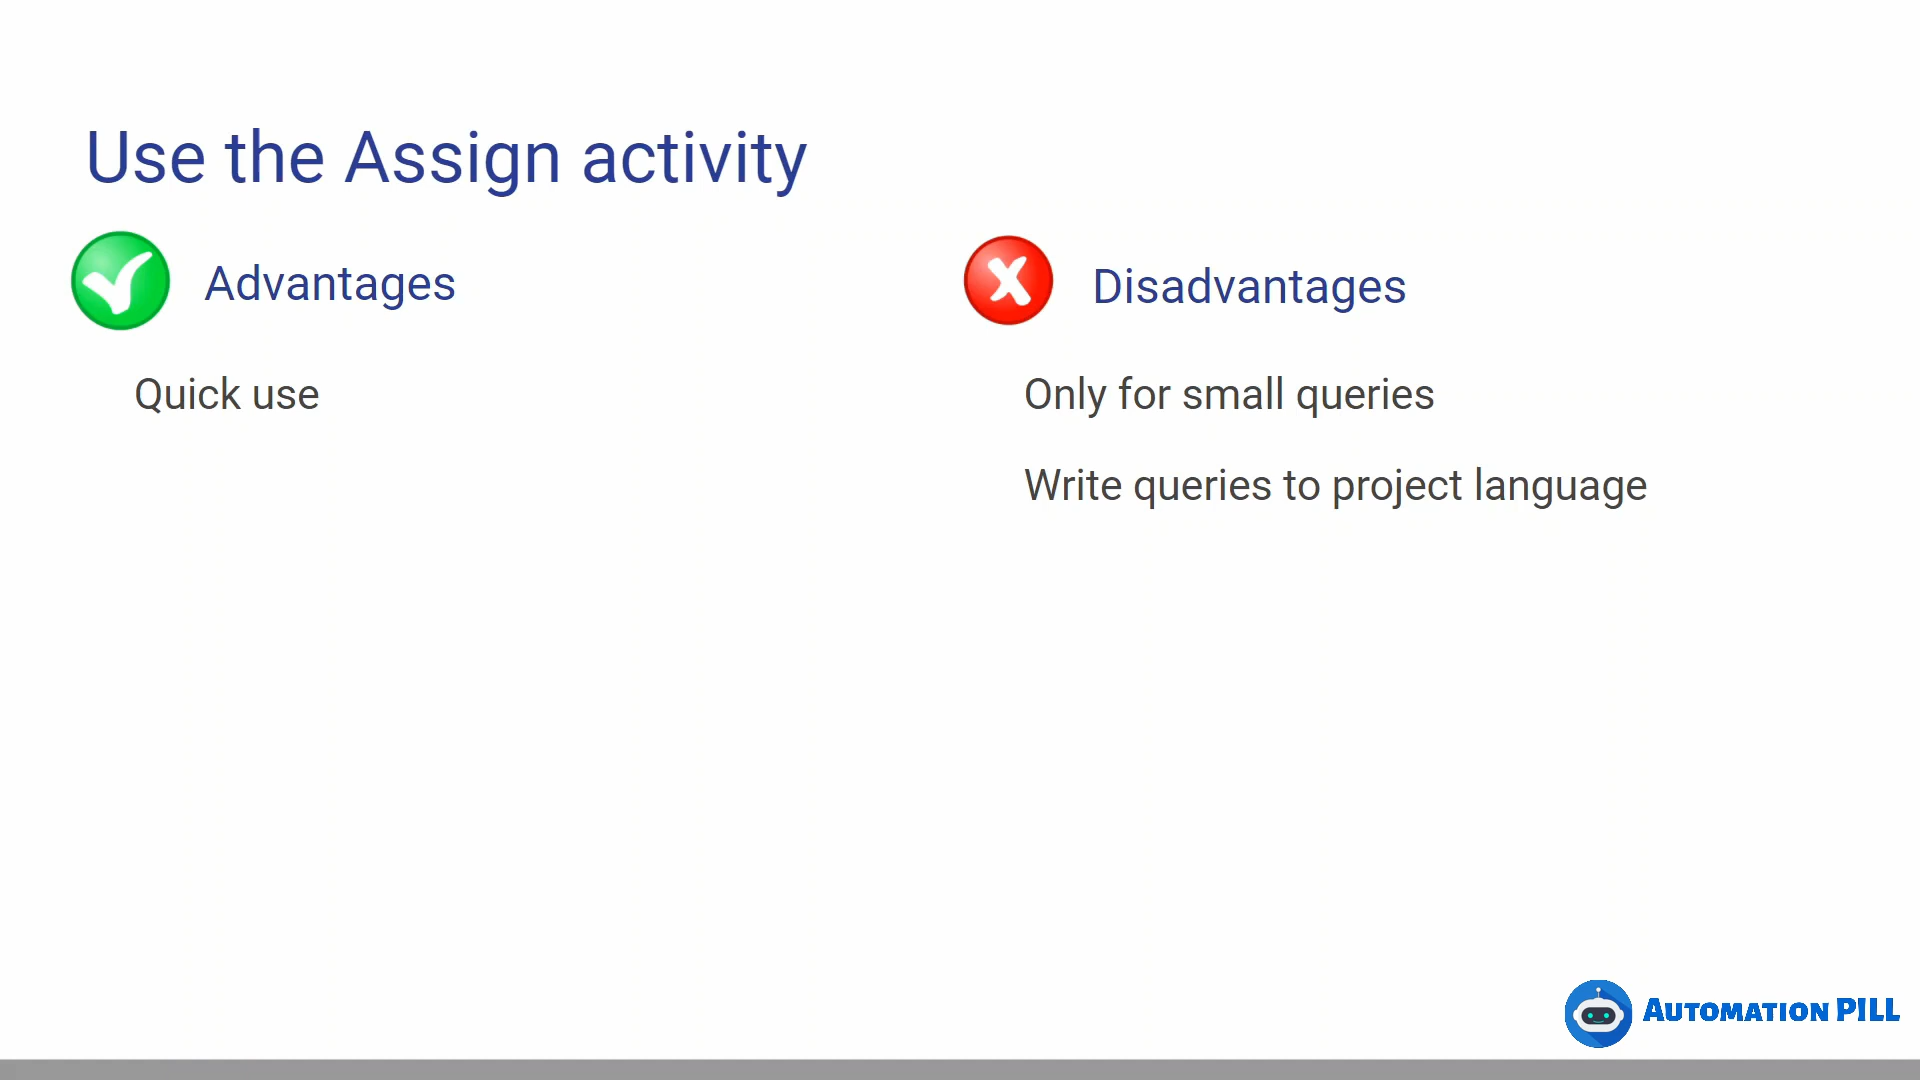 Use the Assign activity
Advantages
Quick use
Disadvantages
Only for small queries
Write queries to project language
AUTOMATION PILL